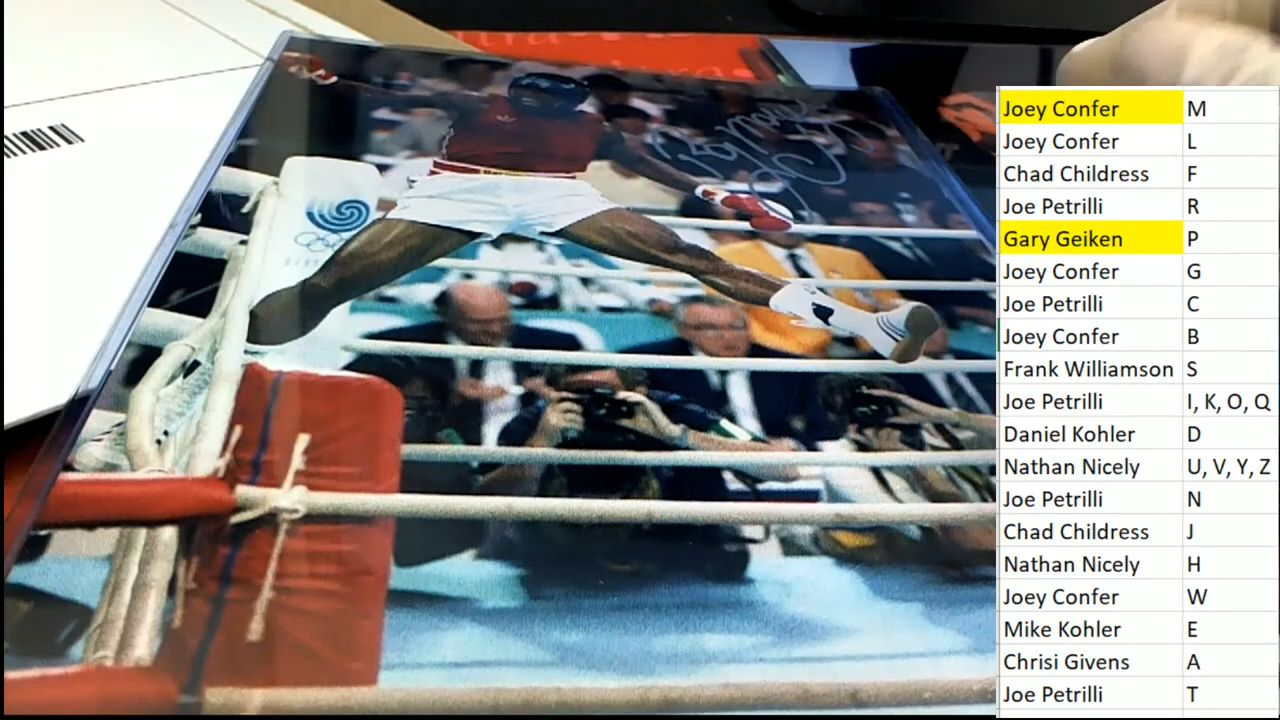 Joey Confer M
Joey Confer L
Chad Childress F
Joe Petrilli R
Gary Geiken P
Joey Confer G
Joe Petrilli C
Joey Confer B
Frank Williamson S
Joe Petrilli I, K, O, Q
Daniel Kohler D
Nathan Nicely U, V, Y, Z
Joe Petrilli N
Chad Childress J
Nathan Nicely H
Joey Confer W
Mike Kohler E
Chrisi Givens A
Joe Petrilli T